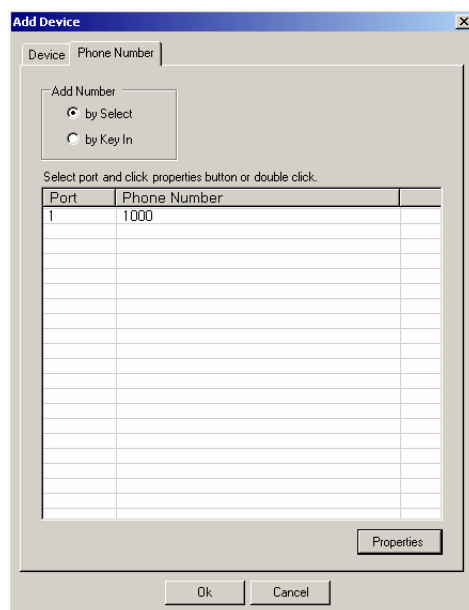 Add Device
Device Phone Number
Add Number
by Select
by Key In
Select port and click properties button or double click.
Port Phone Number
1 1000
Properties
Ok Cancel